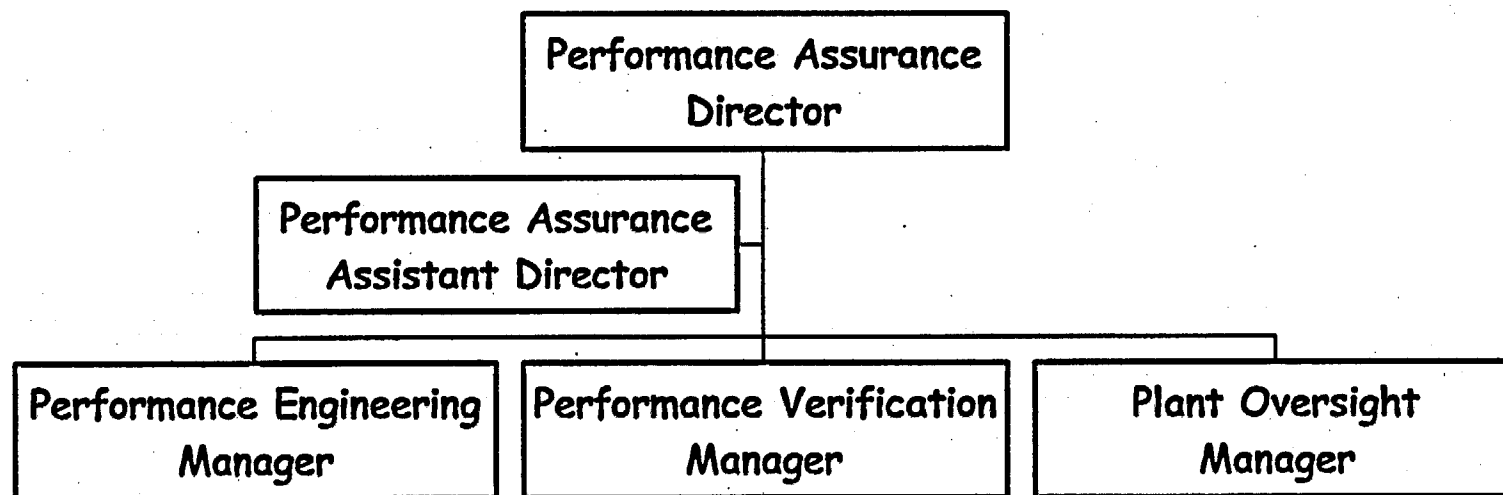 Performance Assurance
Director
Performance Assurance
Assistant Director
Performance Engineering
Manager
Performance Verification
Manager
Plant Oversight
Manager